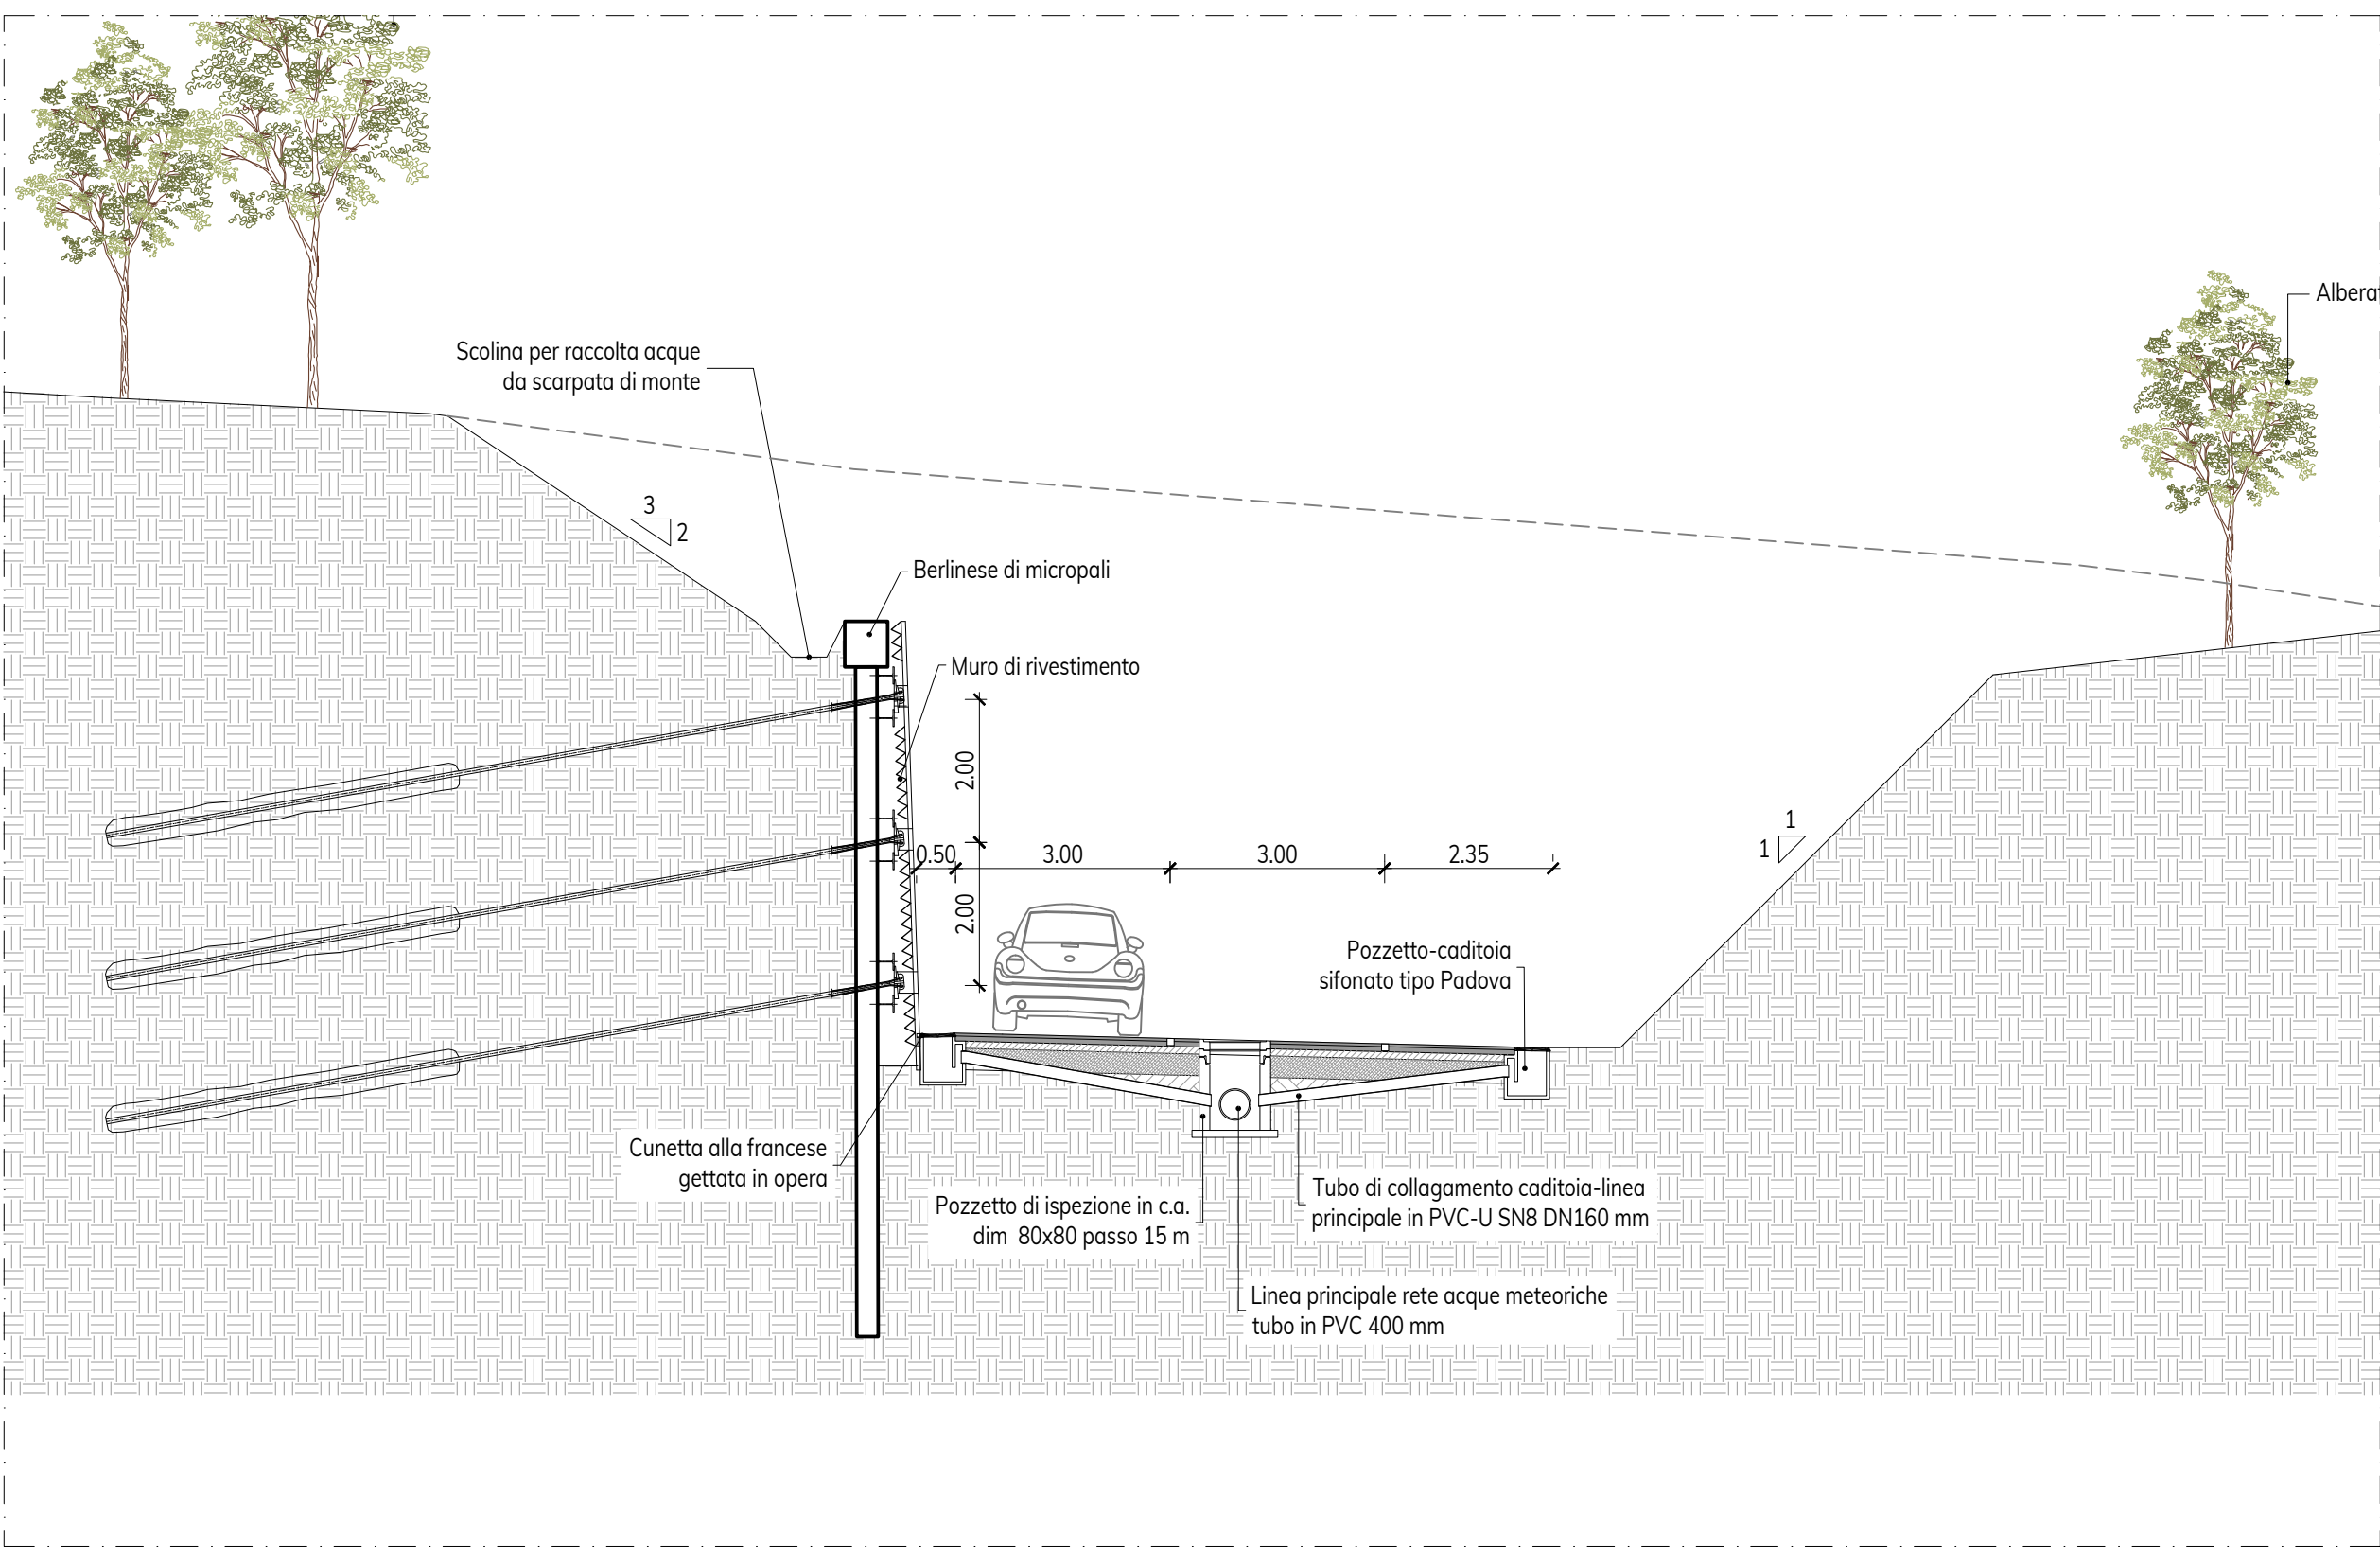 Alberat
Scolina per raccolta acque
da scarpata di monte
3
2
Berlinese di micropali
Muro di rivestimento
2.00
1
1
0.50 3.00 3.00 2.35
2.00
Pozzetto-caditoia
sifonato tipo Padova
Cunetta alla francese
gettata in opera
Pozzetto di ispezione in c.a.
dim 80x80 passo 15 m
Tubo di collagamento caditoia-linea
principale in PVC-U SN8 DN160 mm
Linea principale rete acque meteoriche
tubo in PVC 400 mm